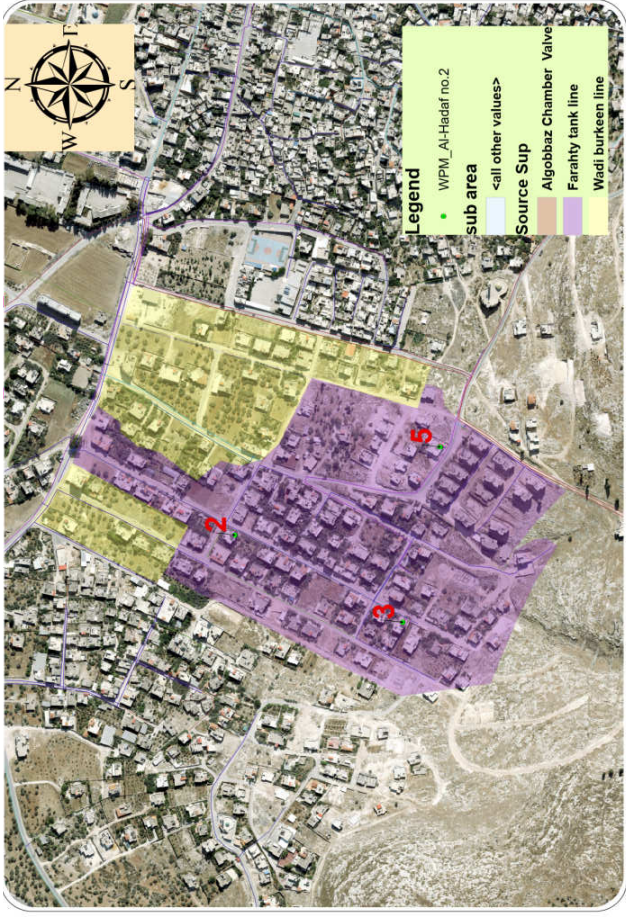 N
E
S
W
Legend
WPM_Al-Hadaf no.2
sub area
<all other values>
Source Sup
Algobbaz Chamber Valve
Farahty tank line
Wadi burkeen line
2
3
5